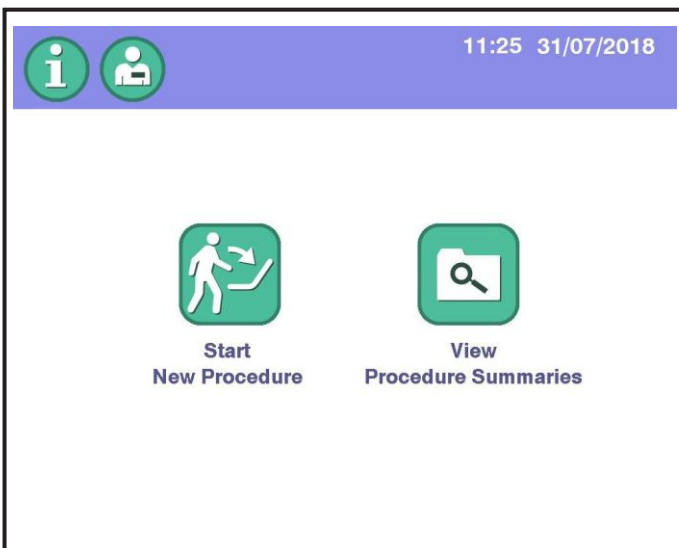 11:25 31/07/2018
Start
New Procedure
View
Procedure Summaries